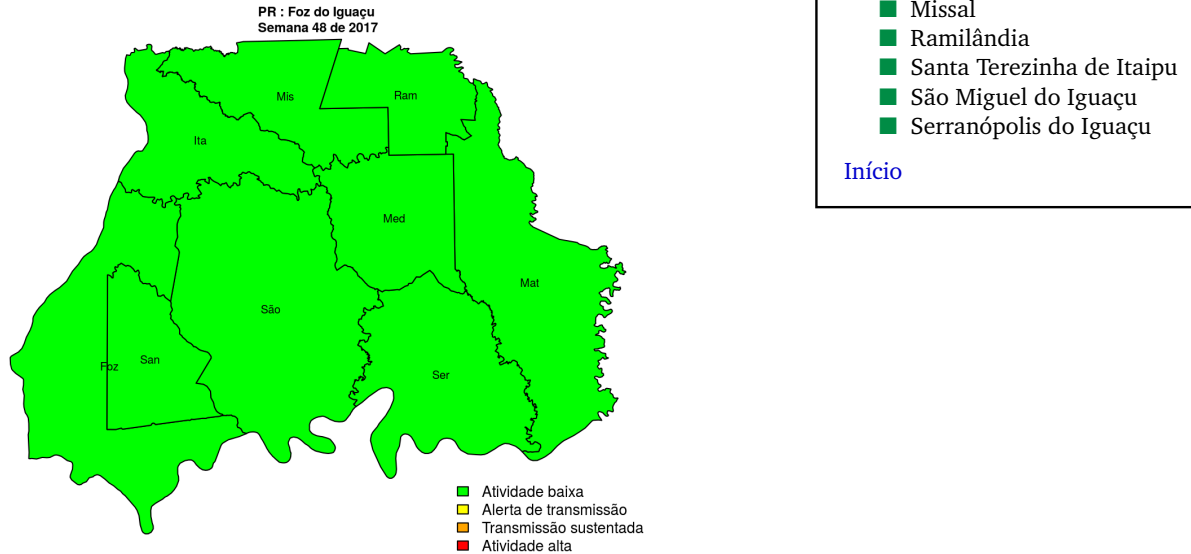 PR : Foz do Iguaçu
Semana 48 de 2017
Mis
Ram
Ita
Med
Mat
São
Foz
San
Ser
Atividade baixa
Alerta de transmissão
Transmissão sustentada
Atividade alta
Missal
Ramilândia
Santa Terezinha de Itaipu
São Miguel do Iguaçu
Serranópolis do Iguaçu
Início